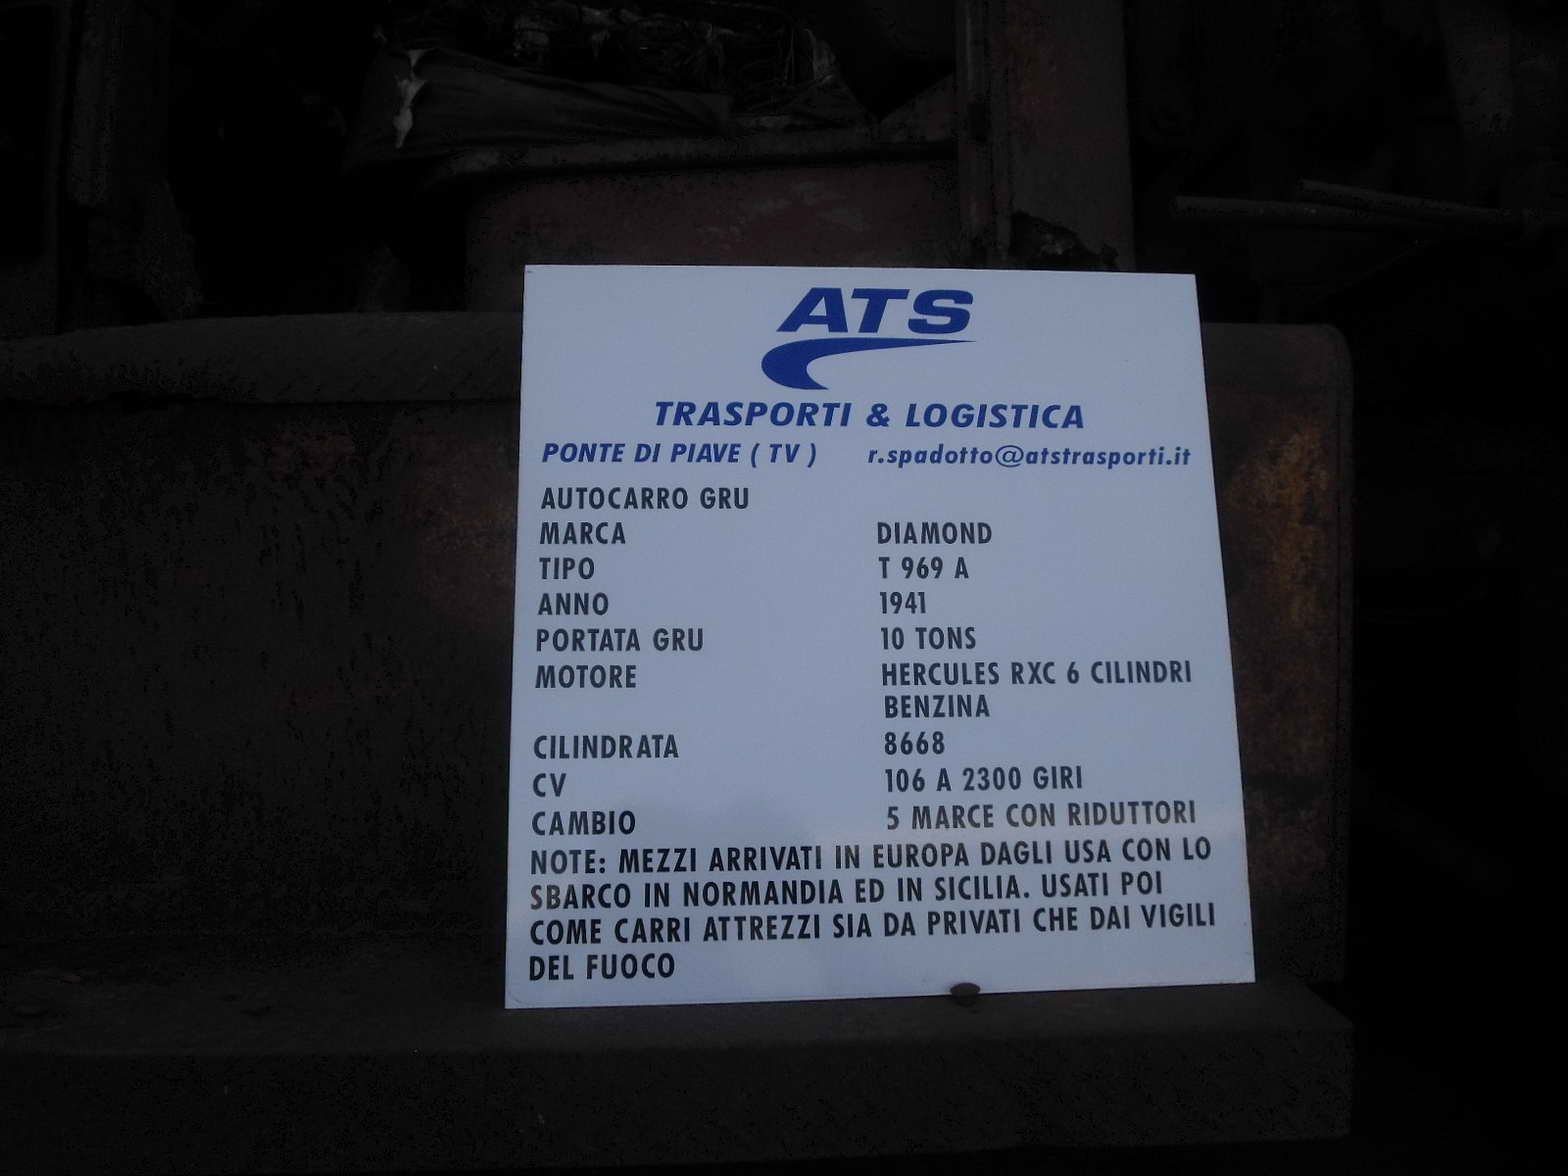 ATS
TRASPORTI & LOGISTICA
PONTE DI PIAVE ( TV ) r.spadotto@atstrasporti.it
AUTOCARRO GRU
MARCA DIAMOND
TIPO T 969 A
ANNO 1941
PORTATA GRU 10 TONS
MOTORE HERCULES RXC 6 CILINDRI
BENZINA
CILINDRATA 8668
CV 106 A 2300 GIRI
CAMBIO 5 MARCE CON RIDUTTORI
NOTE: MEZZI ARRIVATI IN EUROPA DAGLI USA CON LO
SBARCO IN NORMANDIA ED IN SICILIA. USATI POI
COME CARRI ATTREZZI SIA DA PRIVATI CHE DAI VIGILI
DEL FUOCO